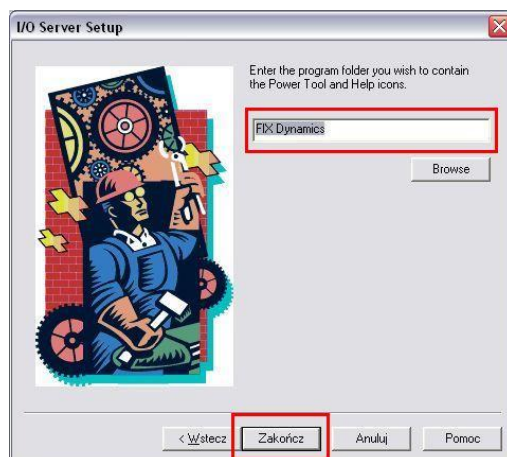 I/O Server Setup
Enter the program folder you wish to contain
the Power Tool and Help icons.
FIX Dynamics
Browse
< Wstecz
Zakończ
Anuluj
Pomoc